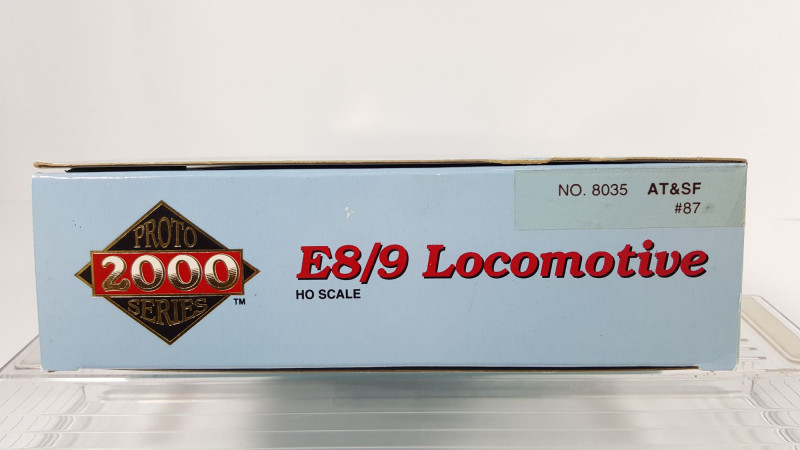 PROTO
2000
SERIES
TM
E8/9 Locomotive
HO SCALE
NO. 8035 AT&SF
#87